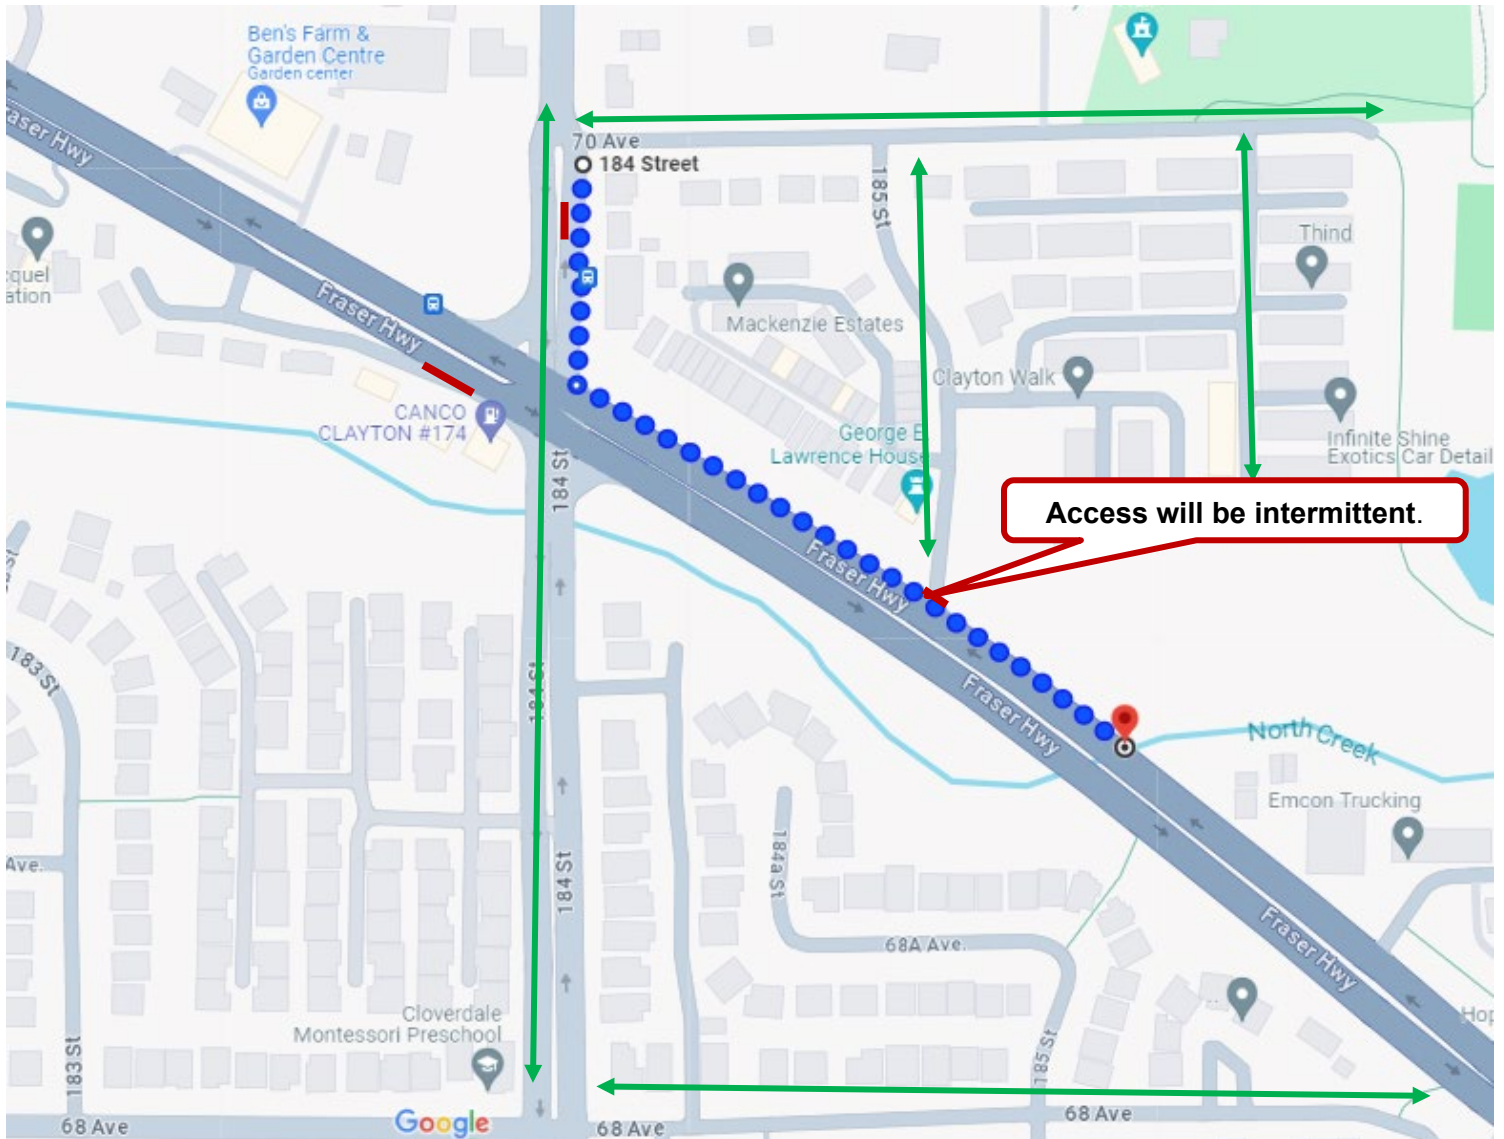 Ben's Farm &
Garden Centre
Garden center
aser Hwy
70 Ave
184 Street
185 St
Thind
cquel
ation
Fraser Hwy
Mackenzie Estates
Clayton Walk
CANCO
CLAYTON #174
George E.
Lawrence House
Infinite Shine
Exotics Car Detail
184 St
Access will be intermittent.
Fraser Hwy
183 St
184 St
Fraser Hwy
North Creek
Emcon Trucking
Ave.
184a St
184 St
68A Ave.
Fraser Hwy
Cloverdale
Montessori Preschool
Hop
183 St
185 St
68 Ave
Google
68 Ave
68 Ave